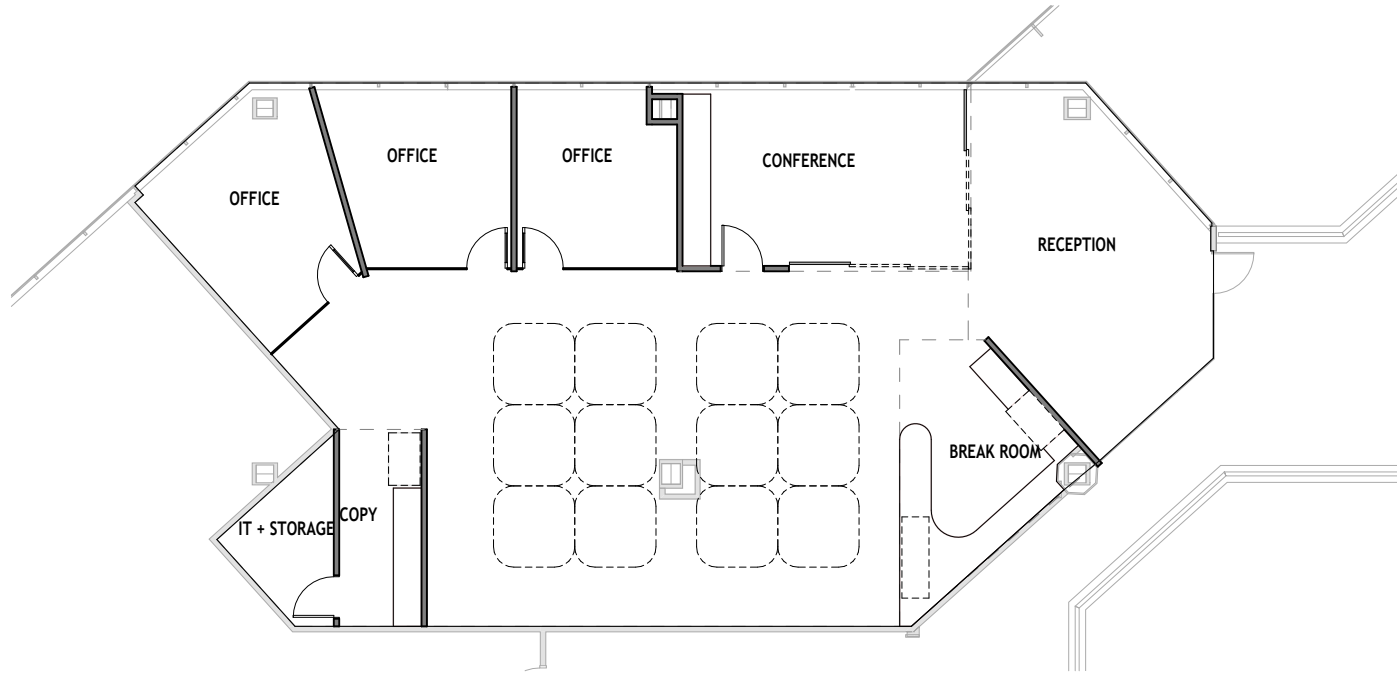 OFFICE
OFFICE
CONFERENCE
OFFICE
RECEPTION
BREAK ROOM
COPY
IT + STORAGE